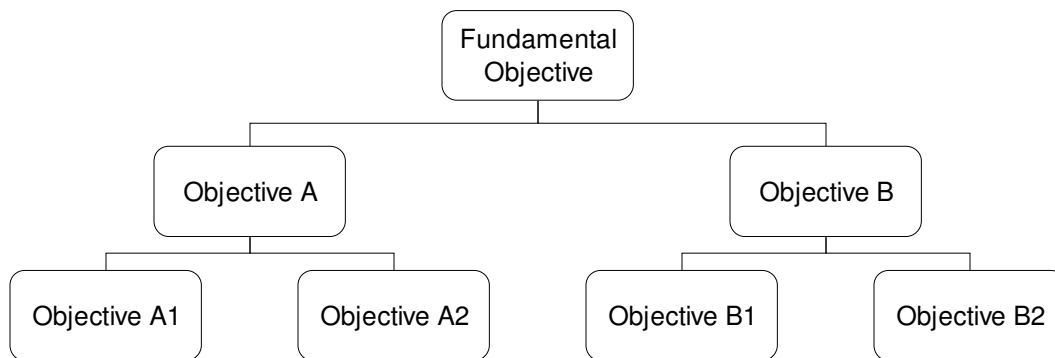 Fundamental
Objective
Objective A
Objective B
Objective A1
Objective A2
Objective B1
Objective B2